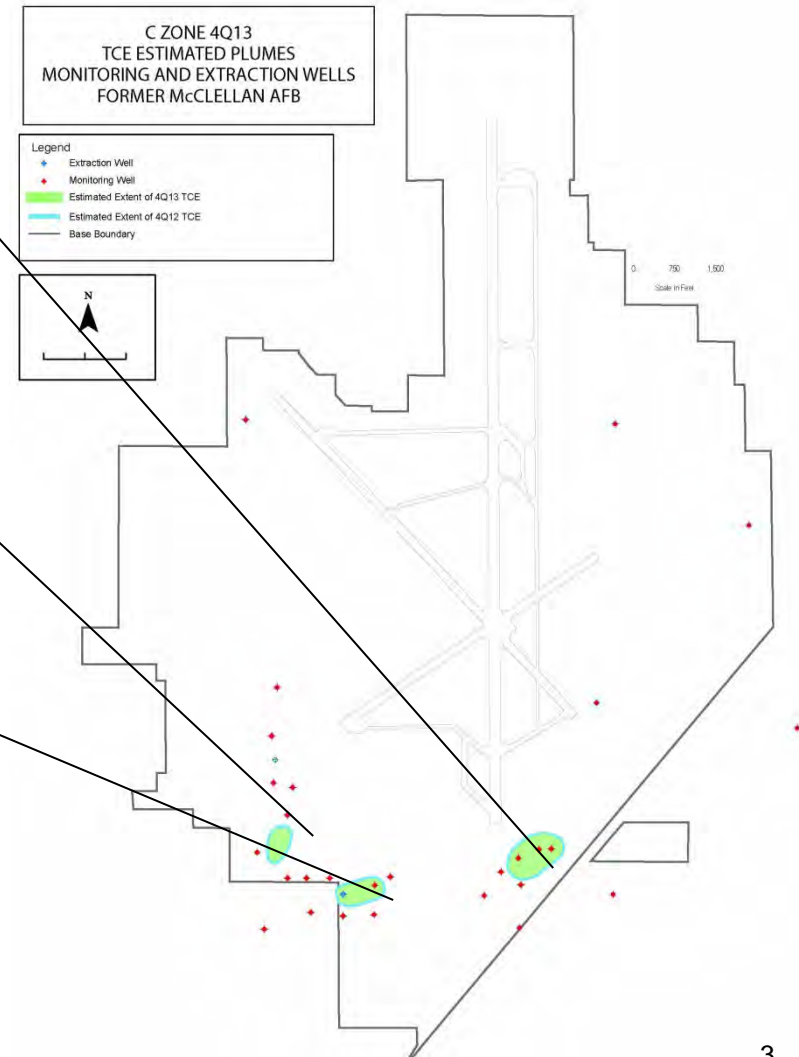 C ZONE 4Q13
TCE ESTIMATED PLUMES
MONITORING AND EXTRACTION WELLS
FORMER McCLELLAN AFB
Legend
Extraction Well
Monitoring Well
Estimated Extent of 4Q13 TCE
Estimated Extent of 4Q12 TCE
Base Boundary
N
0 750 1,500
Scale in Feet
3